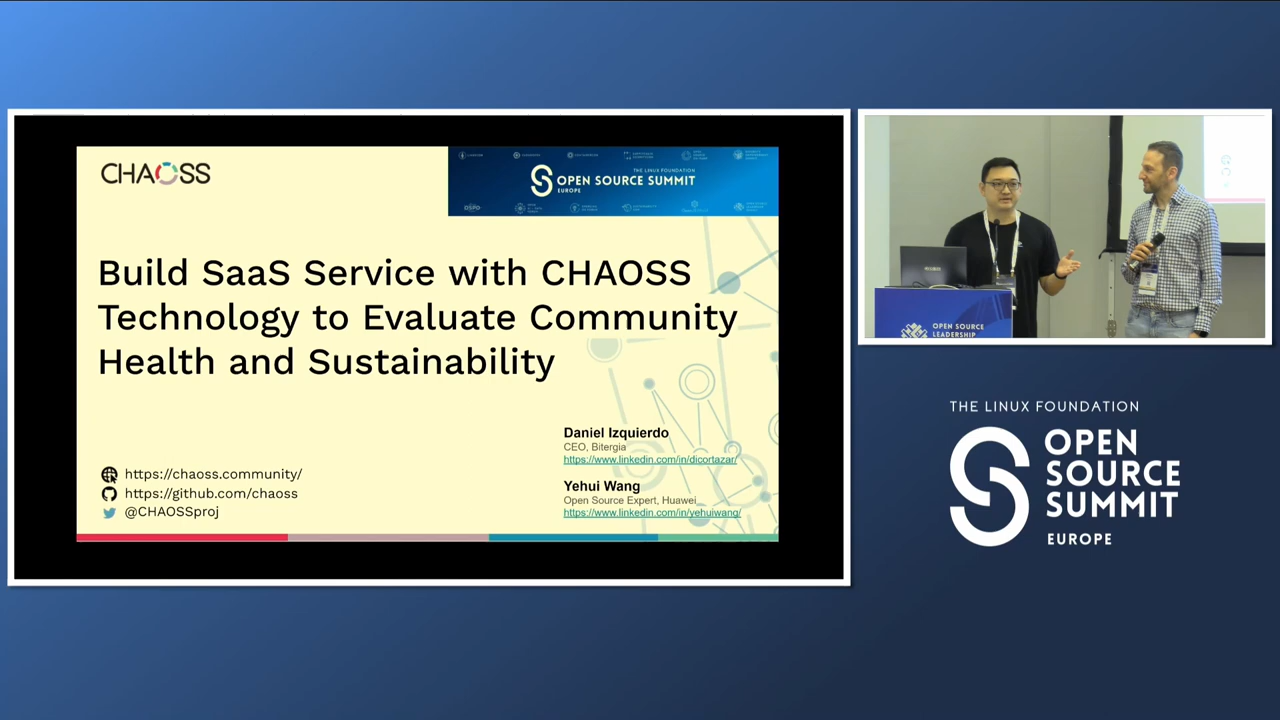 CHAOSS
THE LINUX FOUNDATION
OPEN SOURCE SUMMIT
EUROPE
Build SaaS Service with CHAOSS
Technology to Evaluate Community
Health and Sustainability
Daniel Izquierdo
CEO, Bitergia
https://www.linkedin.com/in/dicortazar/
Yehui Wang
Open Source Expert, Huawei
https://www.linkedin.com/in/yehuiwang/
https://chaoss.community/
https://github.com/chaoss
@CHAOSSproj
OPEN SOURCE
LEADERSHIP
THE LINUX FOUNDATION
OPEN
SOURCE
SUMMIT
EUROPE